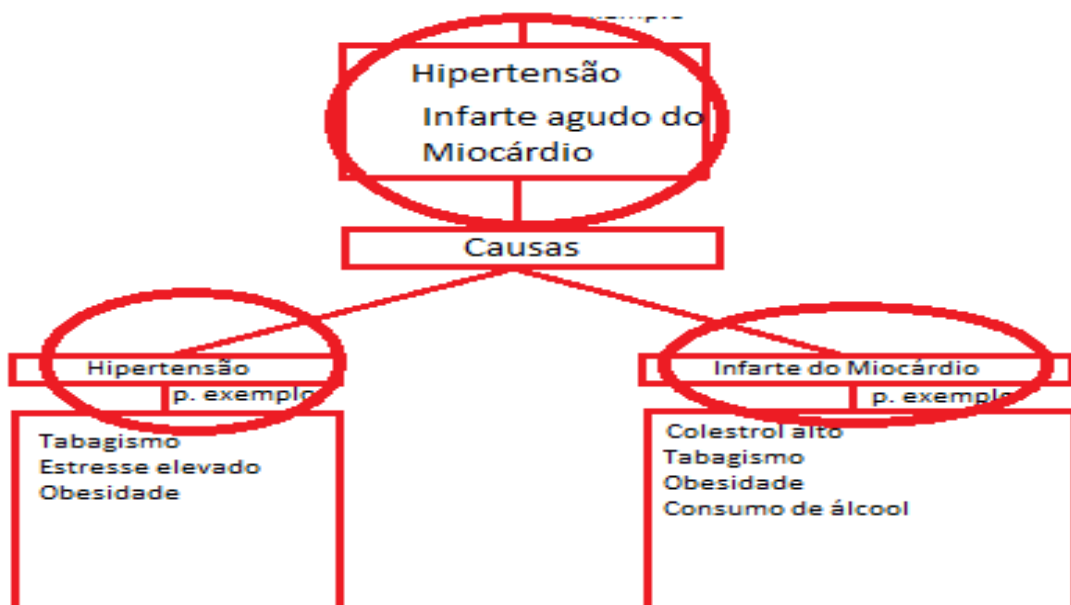 Hipertensão
Infarte agudo do
Miocárdio
Causas
Hipertensão
p. exemplo
Tabagismo
Estresse elevado
Obesidade
Infarte do Miocárdio
p. exemplo
Colestrol alto
Tabagismo
Obesidade
Consumo de álcool